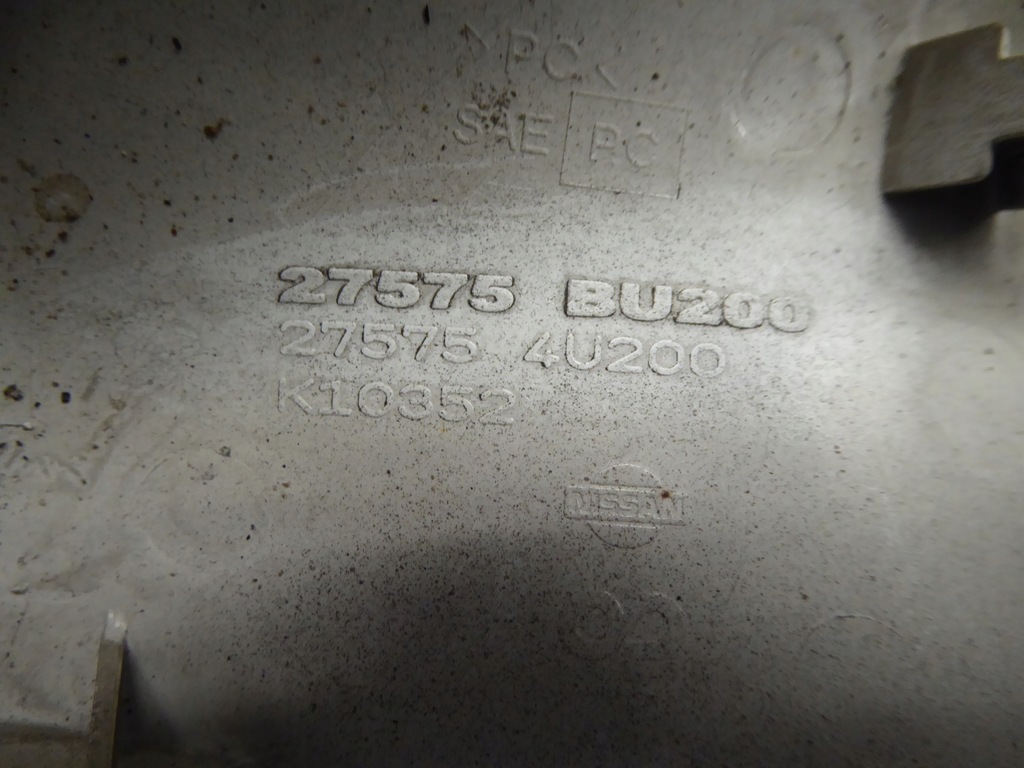 >PC<
SAE PC
27575 BU200
27575 4U200
K10352
NISSAN